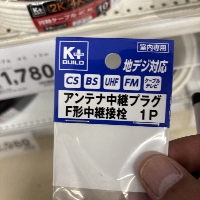 10
1,780
K+
BUILD
室内専用
地デジ対応
CS
BS
UHF
FM
ケーブル
テレビ
アンテナ中継プラグ
F形中継接栓
1P